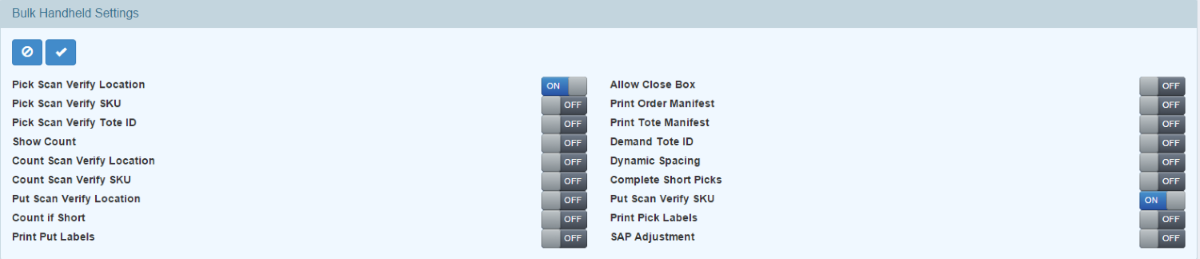 Bulk Handheld Settings
Pick Scan Verify Location ON Allow Close Box OFF
Pick Scan Verify SKU OFF Print Order Manifest OFF
Pick Scan Verify Tote ID OFF Print Tote Manifest OFF
Show Count OFF Demand Tote ID OFF
Count Scan Verify Location OFF Dynamic Spacing OFF
Count Scan Verify SKU OFF Complete Short Picks OFF
Put Scan Verify Location OFF Put Scan Verify SKU ON
Count if Short OFF Print Pick Labels OFF
Print Put Labels OFF SAP Adjustment OFF